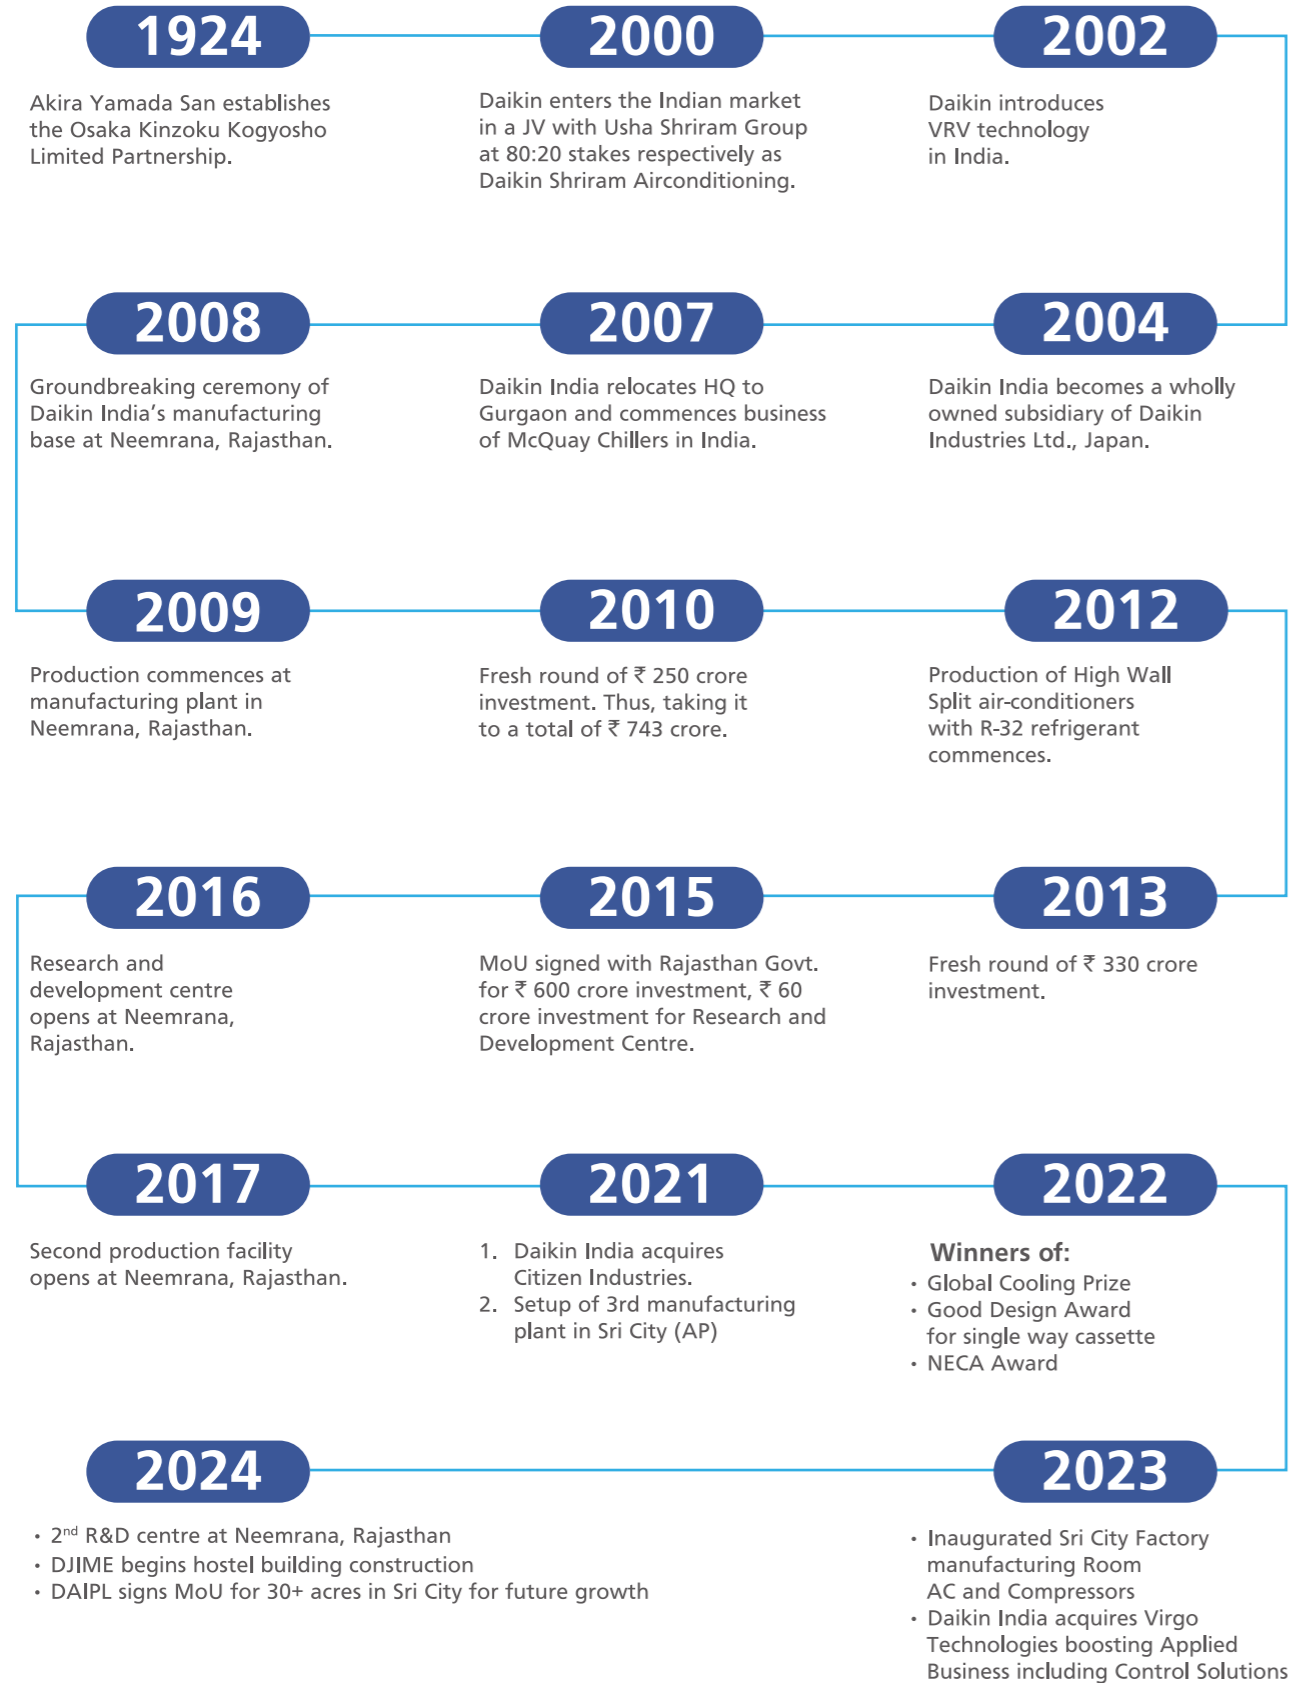 1924
Akira Yamada San establishes
the Osaka Kinzoku Kogyosho
Limited Partnership.
2000
Daikin enters the Indian market
in a JV with Usha Shriram Group
at 80:20 stakes respectively as
Daikin Shriram Airconditioning.
2002
Daikin introduces
VRV technology
in India.
2004
Daikin India becomes a wholly
owned subsidiary of Daikin
Industries Ltd., Japan.
2007
Daikin India relocates HQ to
Gurgaon and commences business
of McQuay Chillers in India.
2008
Groundbreaking ceremony of
Daikin India’s manufacturing
base at Neemrana, Rajasthan.
2009
Production commences at
manufacturing plant in
Neemrana, Rajasthan.
2010
Fresh round of ₹ 250 crore
investment. Thus, taking it
to a total of ₹ 743 crore.
2012
Production of High Wall
Split air-conditioners
with R-32 refrigerant
commences.
2013
Fresh round of ₹ 330 crore
investment.
2015
MoU signed with Rajasthan Govt.
for ₹ 600 crore investment, ₹ 60
crore investment for Research and
Development Centre.
2016
Research and
development centre
opens at Neemrana,
Rajasthan.
2017
Second production facility
opens at Neemrana, Rajasthan.
2021
1. Daikin India acquires
Citizen Industries.
2. Setup of 3rd manufacturing
plant in Sri City (AP)
2022
Winners of:
• Global Cooling Prize
• Good Design Award
for single way cassette
• NECA Award
2023
• Inaugurated Sri City Factory
manufacturing Room
AC and Compressors
• Daikin India acquires Virgo
Technologies boosting Applied
Business including Control Solutions
2024
• 2nd R&D centre at Neemrana, Rajasthan
• DJIME begins hostel building construction
• DAIPL signs MoU for 30+ acres in Sri City for future growth